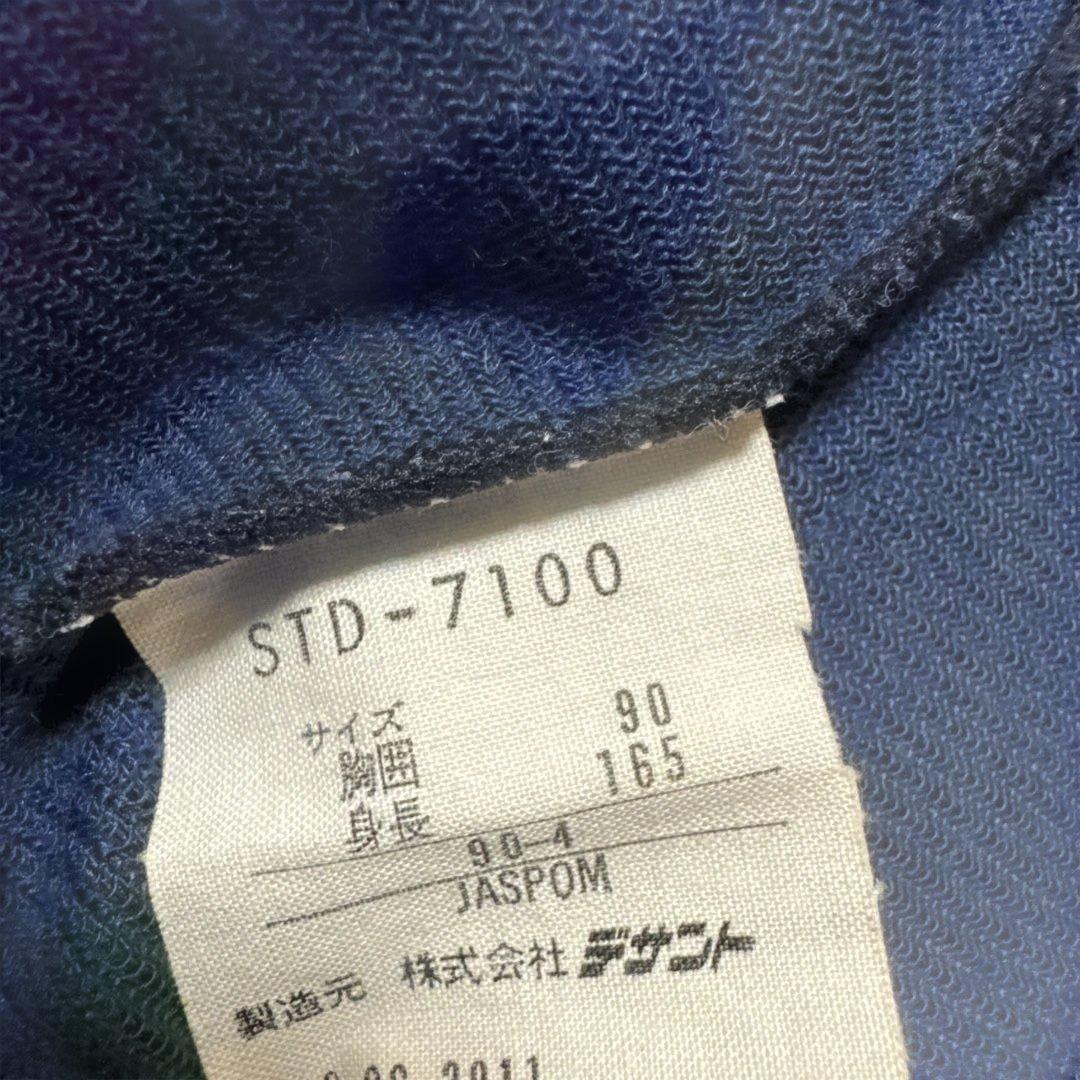 STD-7100
サイズ
胸囲 90
身長 165
90-4
JASPOM
製造元 株式会社デサント